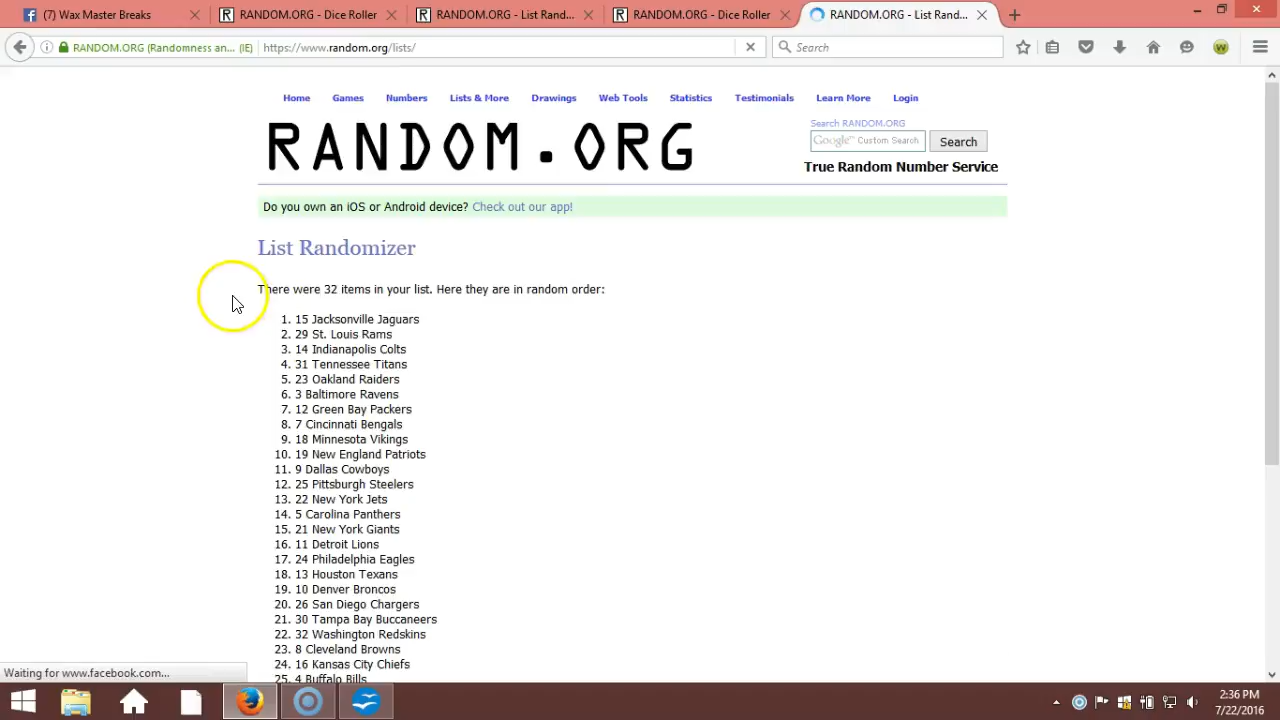 (7) Wax Master Breaks
RANDOM.ORG - Dice Roller
RANDOM.ORG - List Rand...
RANDOM.ORG - Dice Roller
RANDOM.ORG - List Rand...
RANDOM.ORG (Randomness an... (IE)
https://www.random.org/lists/
Search
Home Games Numbers Lists & More Drawings Web Tools Statistics Testimonials Learn More Login
Search RANDOM.ORG
RANDOM.ORG
Google™ Custom Search
Search
True Random Number Service
Do you own an iOS or Android device? Check out our app!
List Randomizer
There were 32 items in your list. Here they are in random order:
1. 15 Jacksonville Jaguars
2. 29 St. Louis Rams
3. 14 Indianapolis Colts
4. 31 Tennessee Titans
5. 23 Oakland Raiders
6. 3 Baltimore Ravens
7. 12 Green Bay Packers
8. 7 Cincinnati Bengals
9. 18 Minnesota Vikings
10. 19 New England Patriots
11. 9 Dallas Cowboys
12. 25 Pittsburgh Steelers
13. 22 New York Jets
14. 5 Carolina Panthers
15. 21 New York Giants
16. 11 Detroit Lions
17. 24 Philadelphia Eagles
18. 13 Houston Texans
19. 10 Denver Broncos
20. 26 San Diego Chargers
21. 30 Tampa Bay Buccaneers
22. 32 Washington Redskins
23. 8 Cleveland Browns
24. 16 Kansas City Chiefs
25. 4 Buffalo Bills
Waiting for www.facebook.com...
2:36 PM
7/22/2016